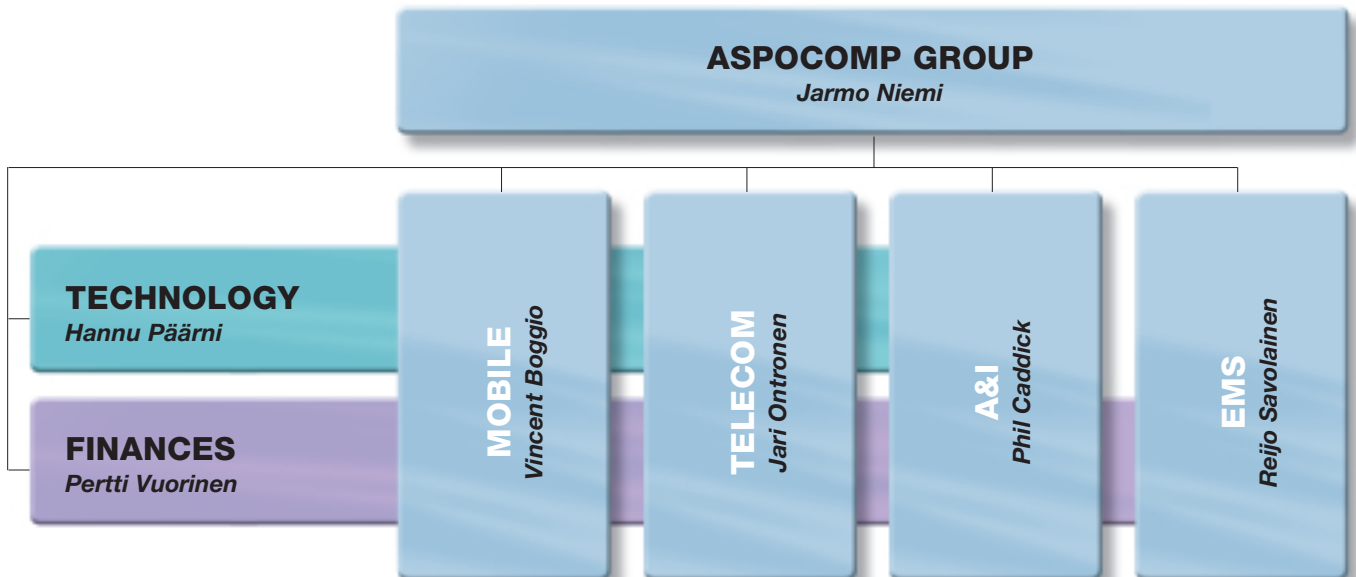 ASPOCOMP GROUP
Jarmo Niemi
TECHNOLOGY
Hannu Päärni
FINANCES
Pertti Vuorinen
MOBILE
Vincent Boggio
TELECOM
Jari Ontronen
A&I
Phil Caddick
EMS
Reijo Savolainen